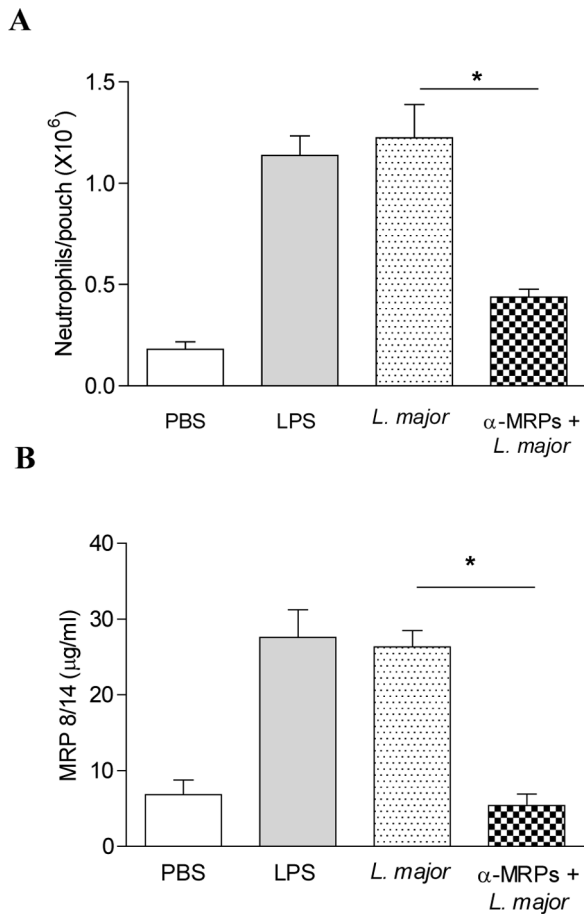 A
Neutrophils/pouch (X10⁶)
1.5
1.0
0.5
0.0
*
PBS
LPS
L. major
α-MRPs +
L. major
B
MRP 8/14 (μg/ml)
40
30
20
10
0
*
PBS
LPS
L. major
α-MRPs +
L. major